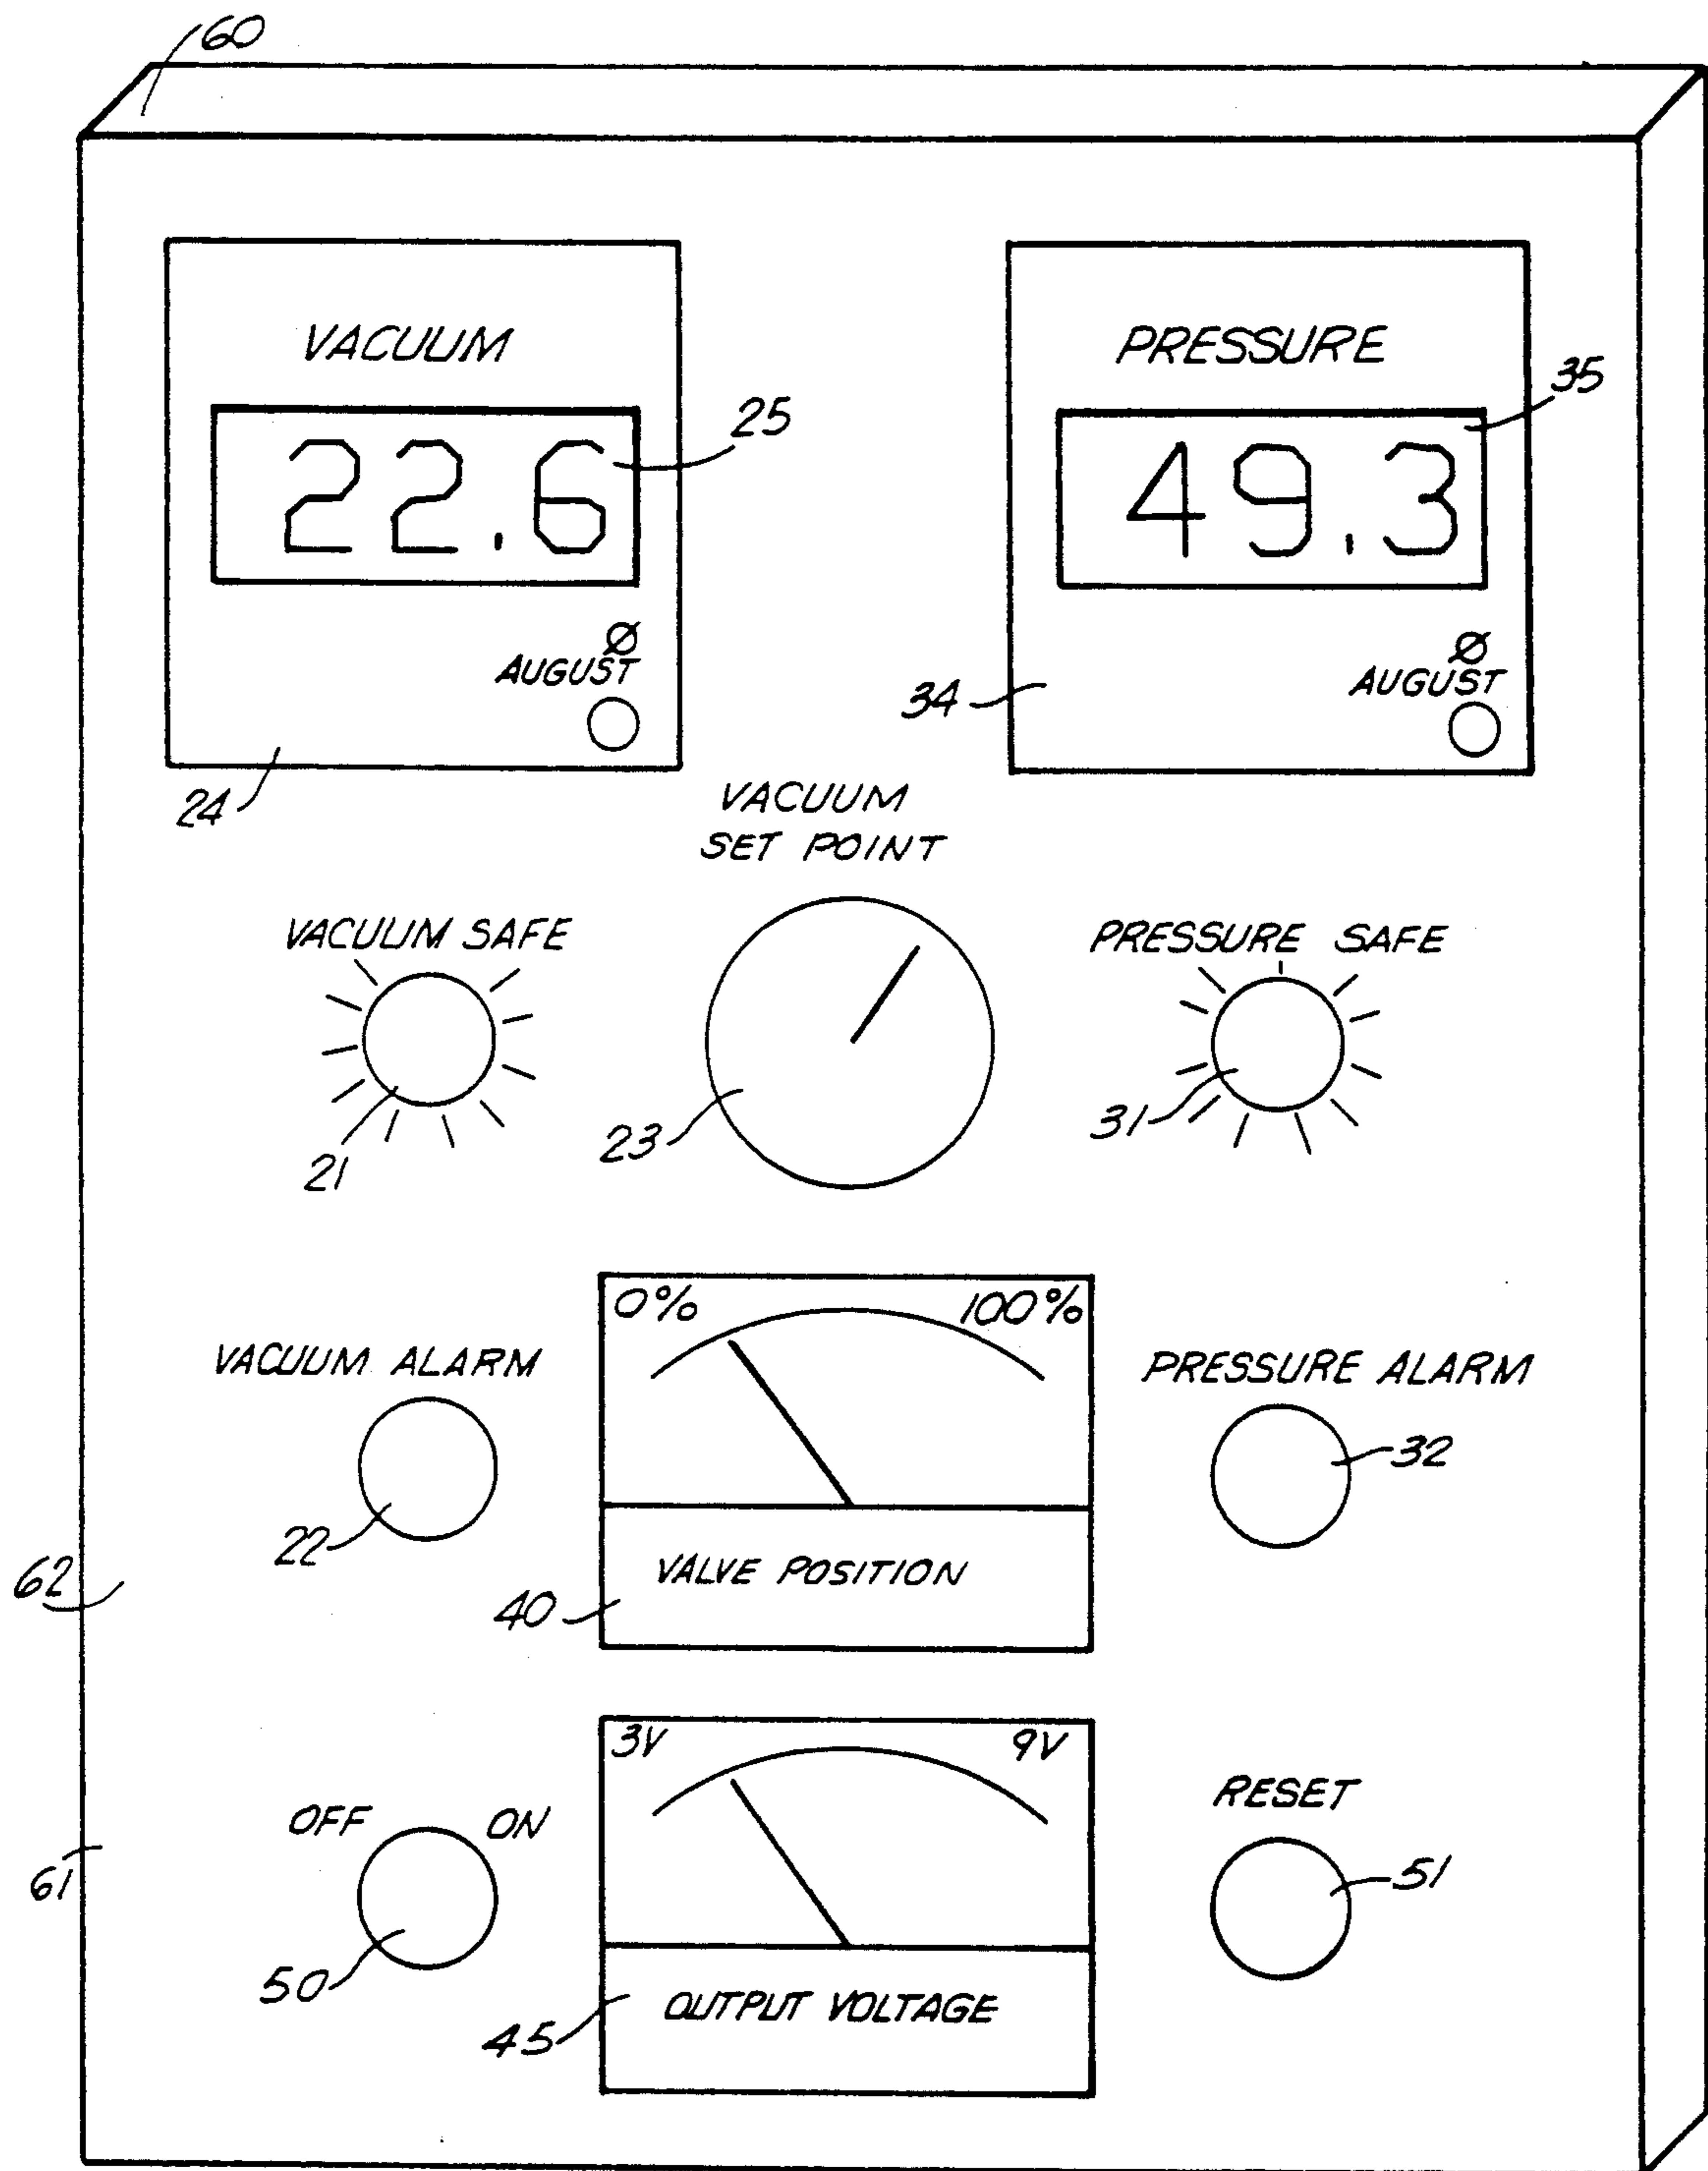 60
VACUUM
PRESSURE
35
25
22.6
49.3
Ø
AUGUST
Ø
AUGUST
34
24
VACUUM
SET POINT
VACUUM SAFE
PRESSURE SAFE
21
23
31
0% 100%
VACUUM ALARM
PRESSURE ALARM
32
22
VALVE POSITION
62
40
3V 9V
RESET
OFF ON
61
51
50
OUTPUT VOLTAGE
45